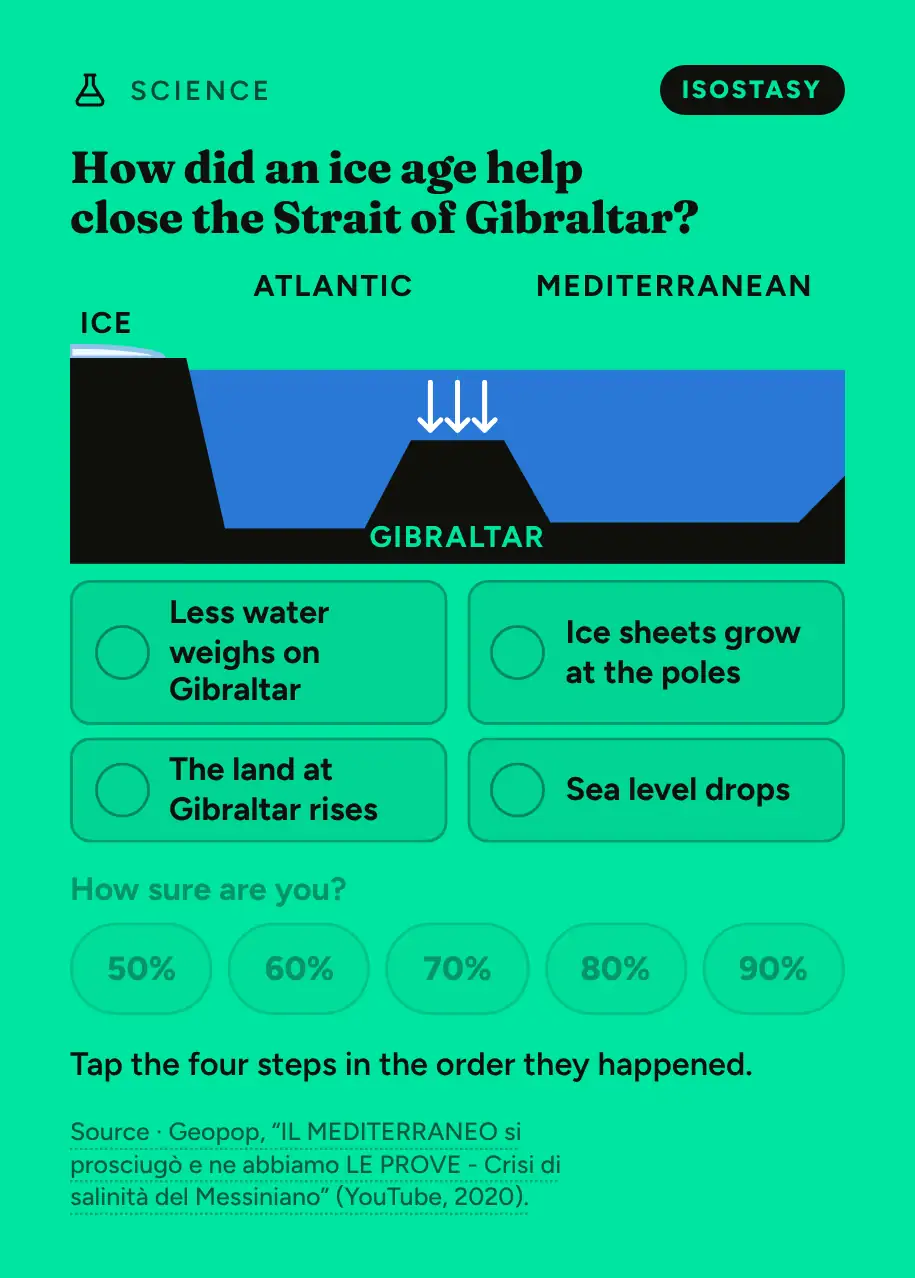 SCIENCE
ISOSTASY
How did an ice age help
close the Strait of Gibraltar?
ATLANTIC
MEDITERRANEAN
ICE
GIBRALTAR
Less water
weighs on
Gibraltar
Ice sheets grow
at the poles
The land at
Gibraltar rises
Sea level drops
How sure are you?
50%
60%
70%
80%
90%
Tap the four steps in the order they happened.
Source · Geopop, “IL MEDITERRANEO si
prosciugò e ne abbiamo LE PROVE - Crisi di
salinità del Messiniano” (YouTube, 2020).